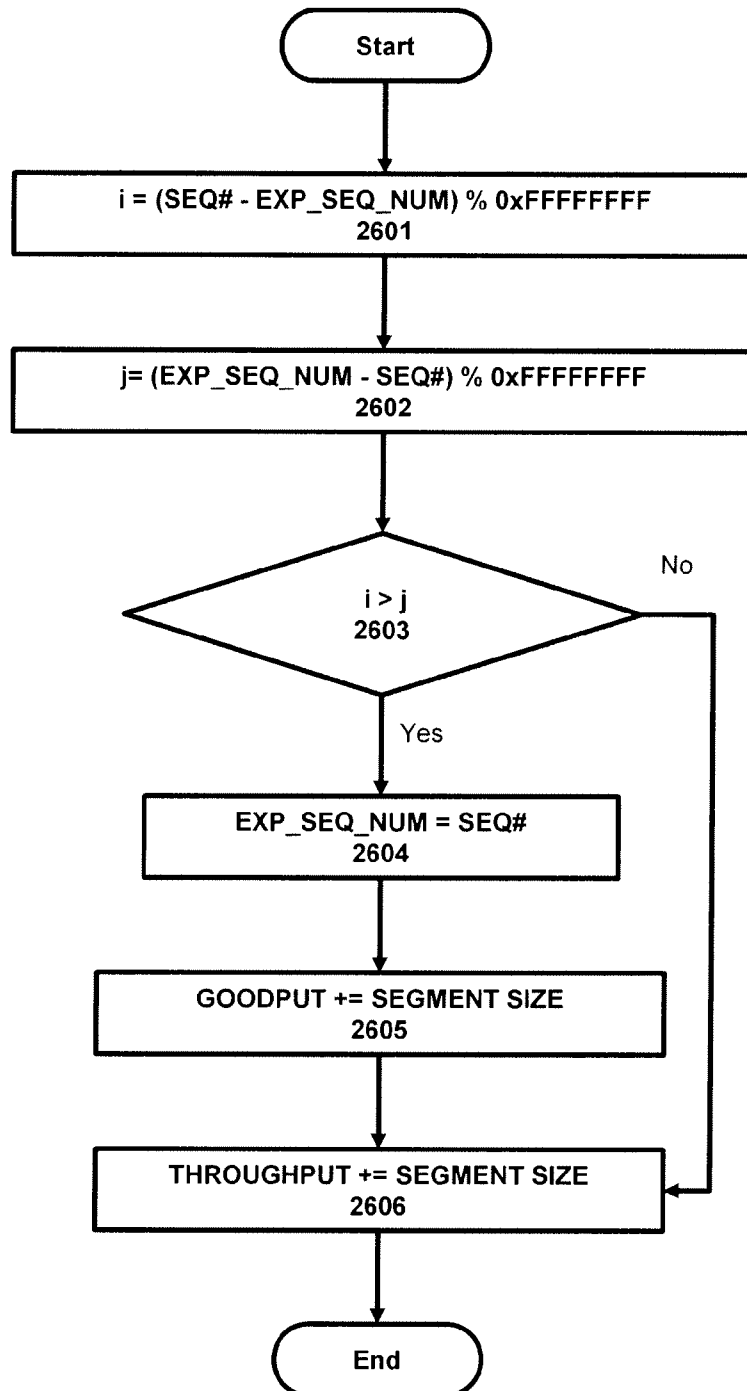 Start
i = (SEQ# - EXP_SEQ_NUM) % 0xFFFFFFFF
2601
j= (EXP_SEQ_NUM - SEQ#) % 0xFFFFFFFF
2602
i > j
2603
No
Yes
EXP_SEQ_NUM = SEQ#
2604
GOODPUT += SEGMENT SIZE
2605
THROUGHPUT += SEGMENT SIZE
2606
End